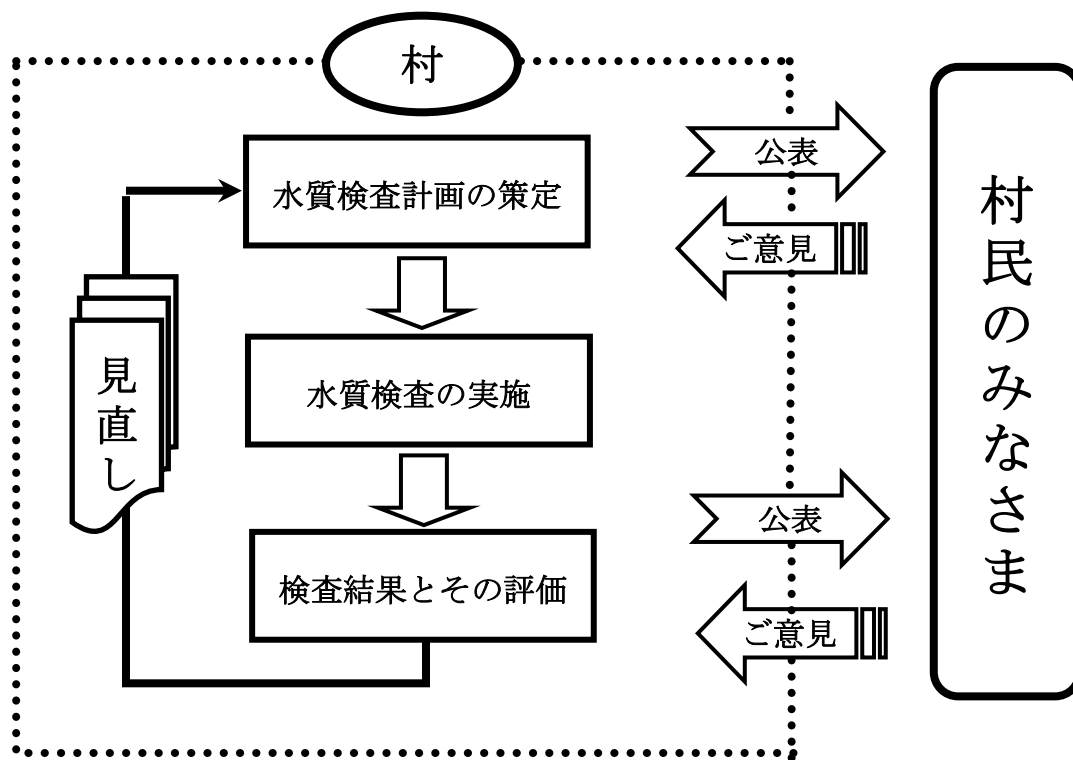 村
水質検査計画の策定
公表
ご意見
見直し
水質検査の実施
検査結果とその評価
公表
ご意見
村民のみなさま